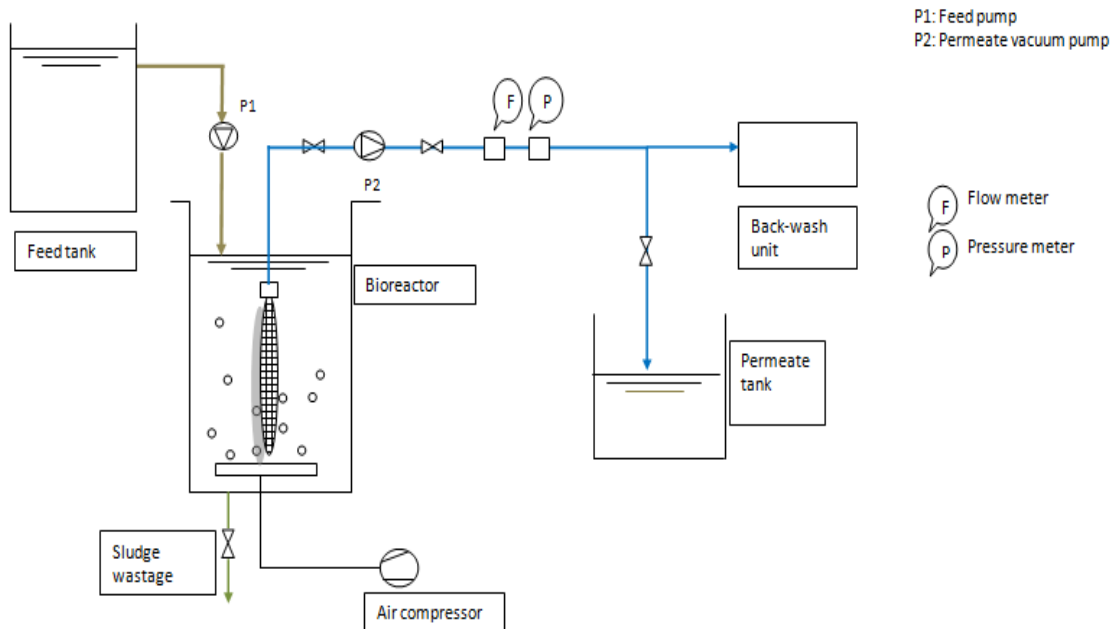 P1: Feed pump
P2: Permeate vacuum pump
P1
F
P
P2
Feed tank
Bioreactor
Back-wash
unit
F
Flow meter
P
Pressure meter
Permeate
tank
Sludge
wastage
Air compressor